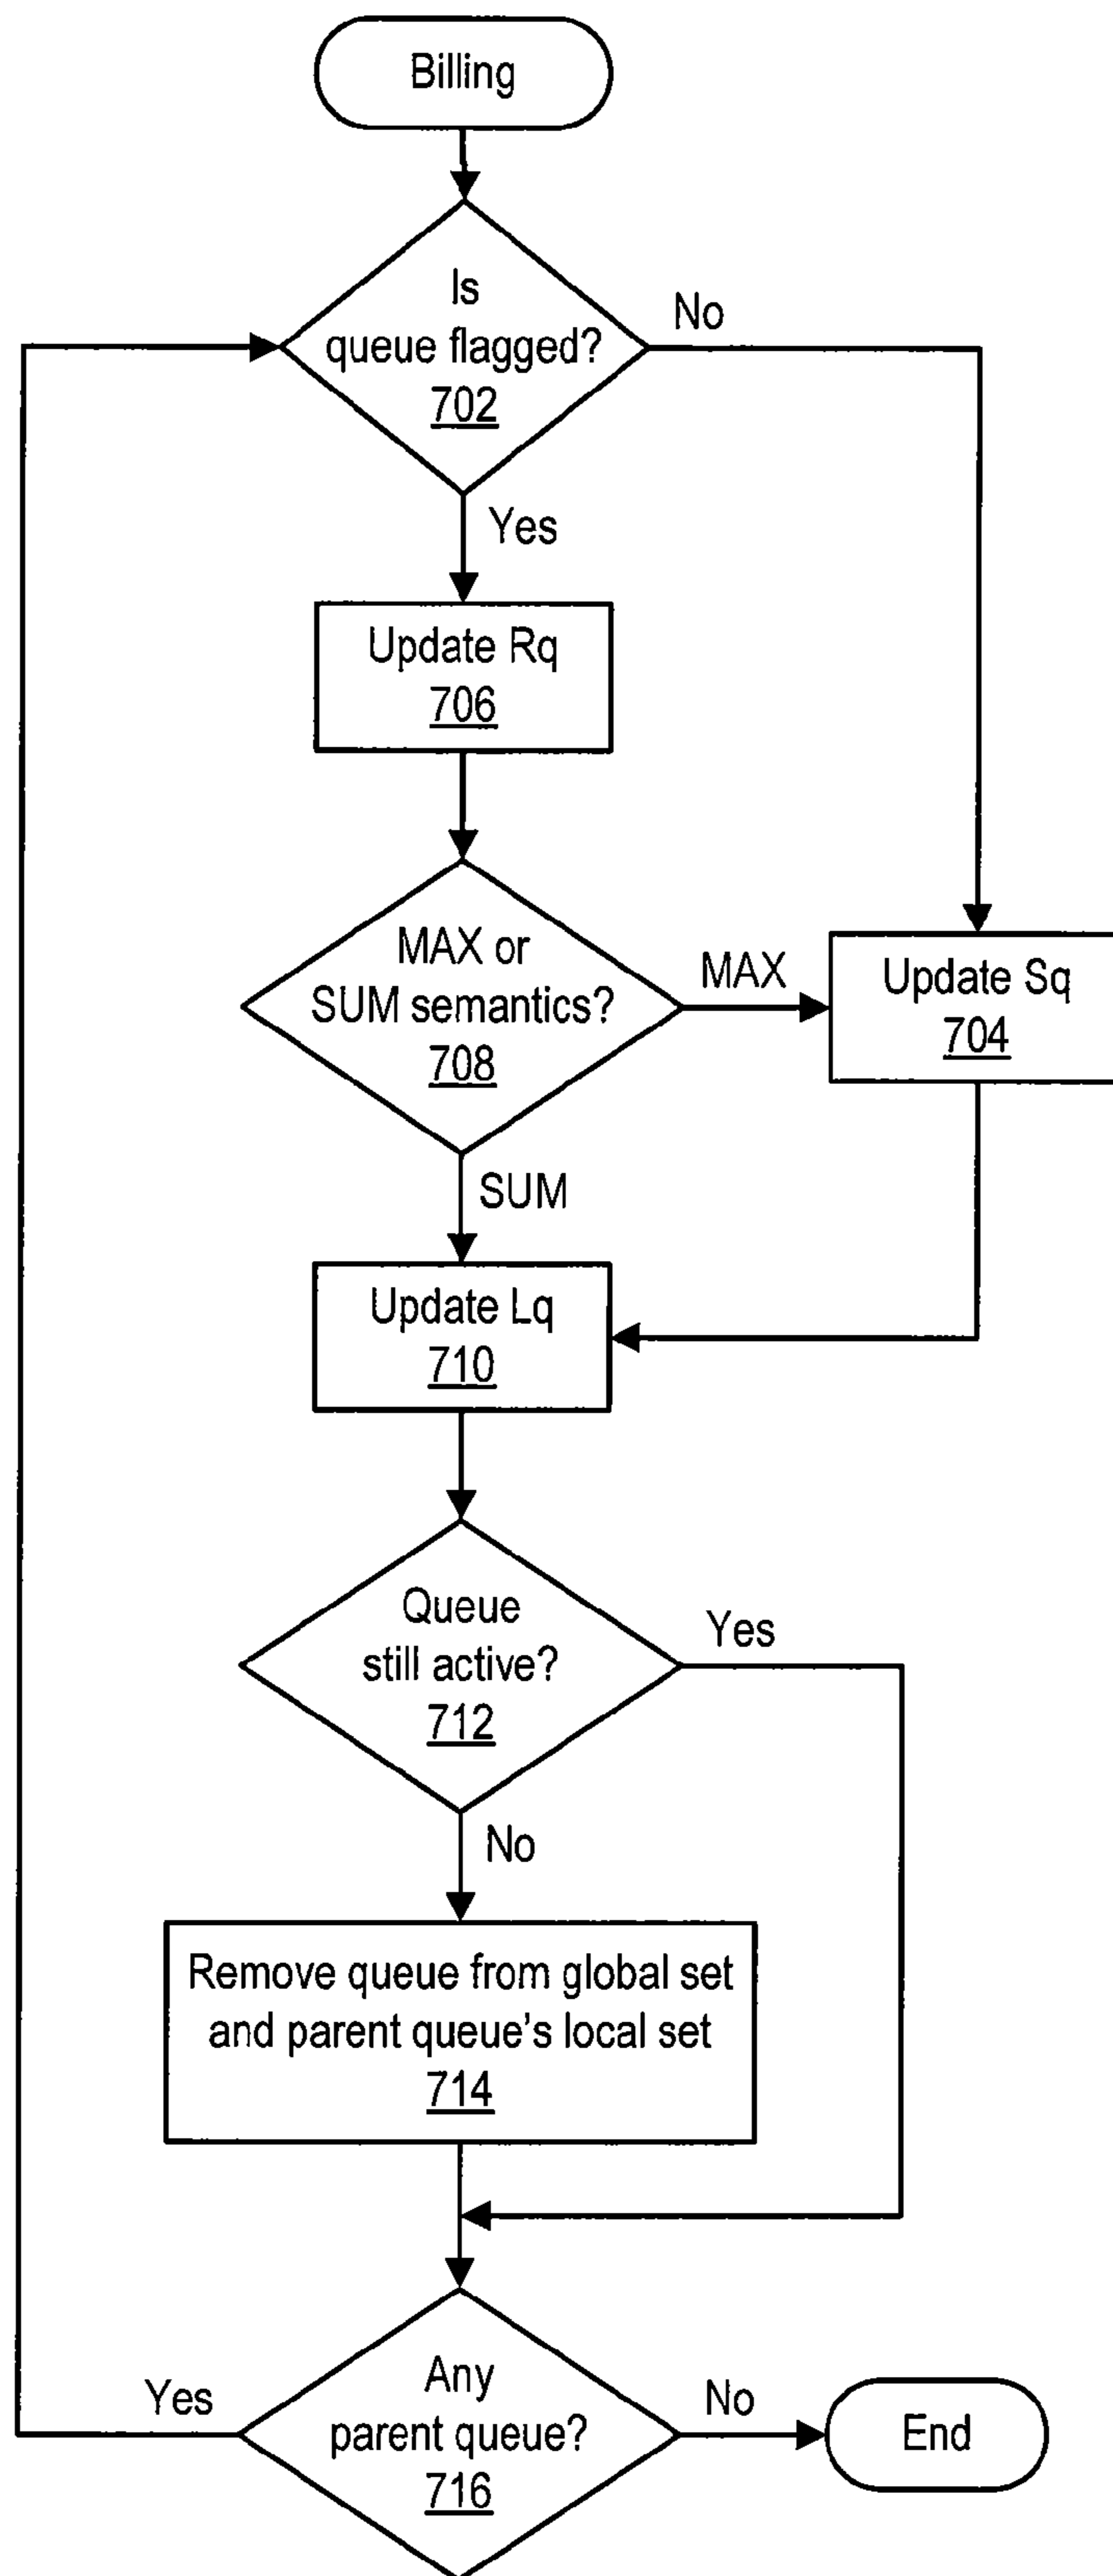 Billing
Is
queue flagged?
702
No
Yes
Update Rq
706
MAX or
SUM semantics?
708
MAX
Update Sq
704
SUM
Update Lq
710
Queue
still active?
712
Yes
No
Remove queue from global set
and parent queue's local set
714
Any
parent queue?
716
Yes
No
End